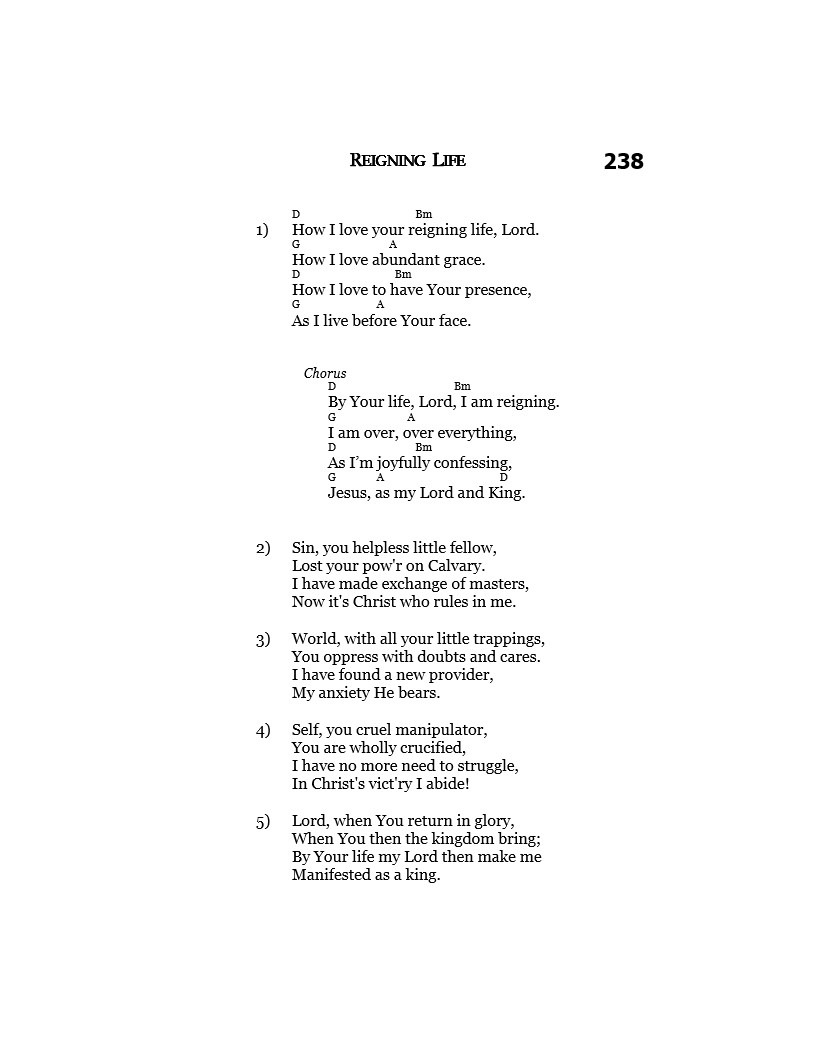 REIGNING LIFE 238
D Bm
1) How I love your reigning life, Lord.
G A
How I love abundant grace.
D Bm
How I love to have Your presence,
G A
As I live before Your face.
Chorus
D Bm
By Your life, Lord, I am reigning.
G A
I am over, over everything,
D Bm
As I’m joyfully confessing,
G A D
Jesus, as my Lord and King.
2) Sin, you helpless little fellow,
Lost your pow'r on Calvary.
I have made exchange of masters,
Now it's Christ who rules in me.
3) World, with all your little trappings,
You oppress with doubts and cares.
I have found a new provider,
My anxiety He bears.
4) Self, you cruel manipulator,
You are wholly crucified,
I have no more need to struggle,
In Christ's vict'ry I abide!
5) Lord, when You return in glory,
When You then the kingdom bring;
By Your life my Lord then make me
Manifested as a king.